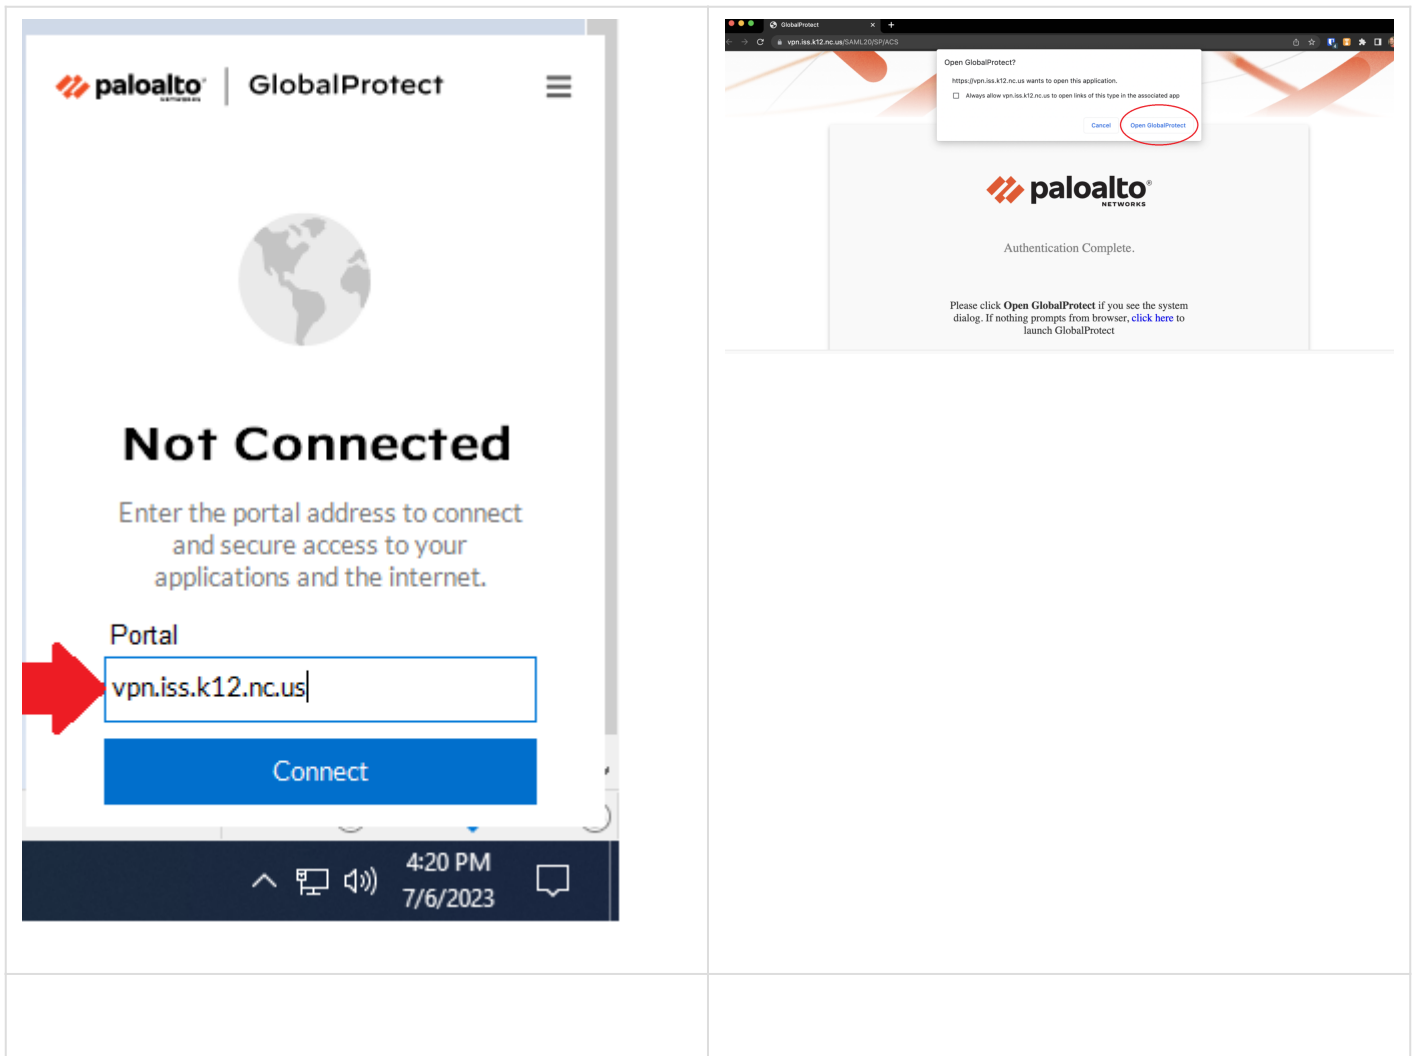 paloalto
NETWORKS
GlobalProtect
Not Connected
Enter the portal address to connect
and secure access to your
applications and the internet.
Portal
vpn.iss.k12.nc.us
Connect
4:20 PM
7/6/2023
GlobalProtect
vpn.iss.k12.nc.us/SAML20/SP/ACS
Open GlobalProtect?
https://vpn.iss.k12.nc.us wants to open this application.
Always allow vpn.iss.k12.nc.us to open links of this type in the associated app
Cancel Open GlobalProtect
paloalto®
NETWORKS
Authentication Complete.
Please click Open GlobalProtect if you see the system
dialog. If nothing prompts from browser, click here to
launch GlobalProtect